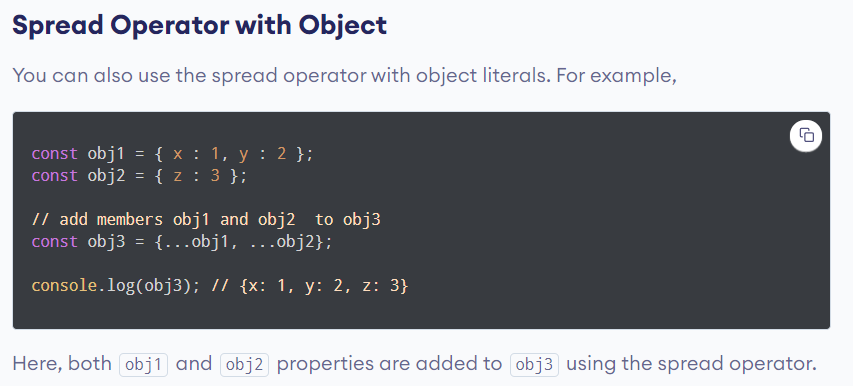 Spread Operator with Object
You can also use the spread operator with object literals. For example,
const obj1 = { x : 1, y : 2 };
const obj2 = { z : 3 };
// add members obj1 and obj2  to obj3
const obj3 = {...obj1, ...obj2};
console.log(obj3); // {x: 1, y: 2, z: 3}
Here, both obj1 and obj2 properties are added to obj3 using the spread operator.